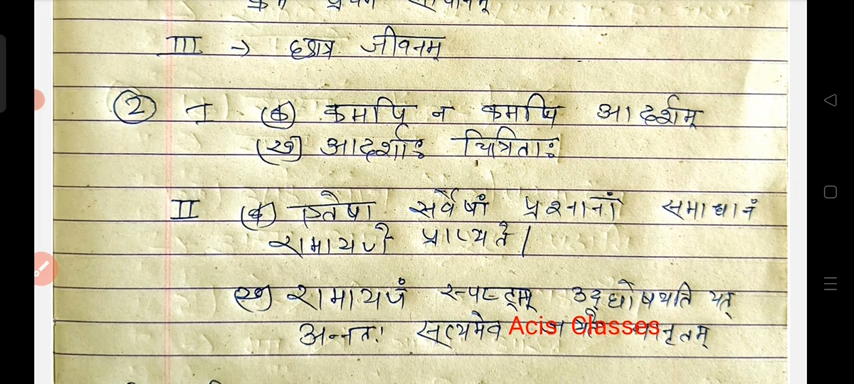 III → छात्र जीवनम्
② I (क) कमपि न कमपि आदर्शम्
(ख) आदर्शाः चित्रिताः
II (क) एतेषा सर्वेषां प्रश्नानां समाधानं
रामायणे प्राप्यते |
(ख) रामायणं स्पष्टम् उद्घोषयति यत्
अन्ततः सत्यमेव
Acis Classes